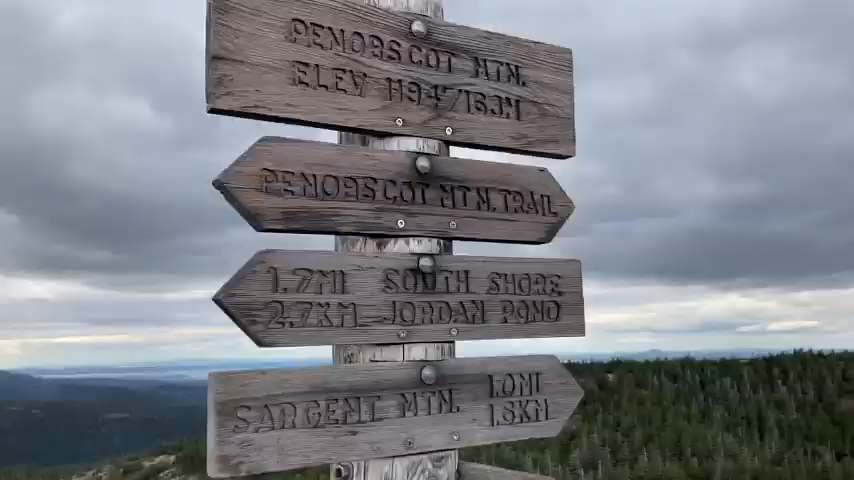 PENOBSCOT MTN.
ELEV 1194'/163M
PENOBSCOT MTN. TRAIL
1.7MI SOUTH SHORE
2.7KM JORDAN POND
SARGENT MTN. 1.0MI
1.6KM